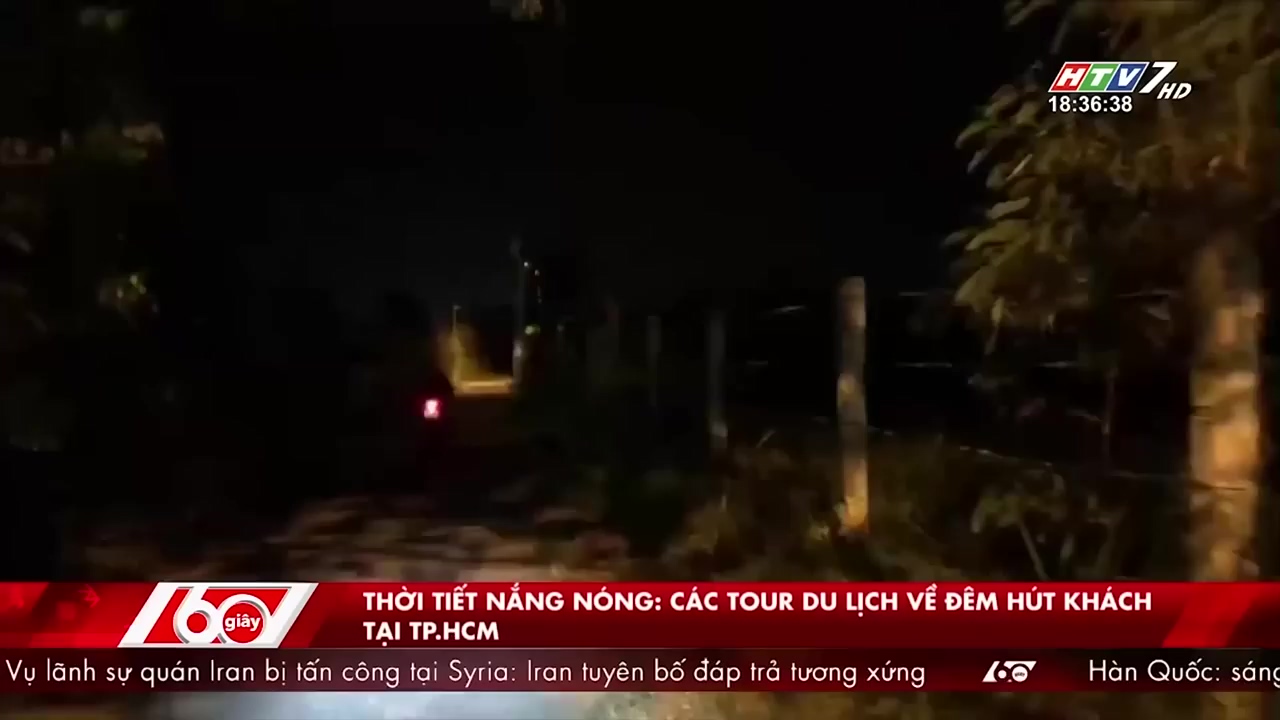 HTV7 HD
18:36:38
60 giây
THỜI TIẾT NẮNG NÓNG: CÁC TOUR DU LỊCH VỀ ĐÊM HÚT KHÁCH
TẠI TP.HCM
Vụ lãnh sự quán Iran bị tấn công tại Syria: Iran tuyên bố đáp trả tương xứng 60 giây Hàn Quốc: sáng